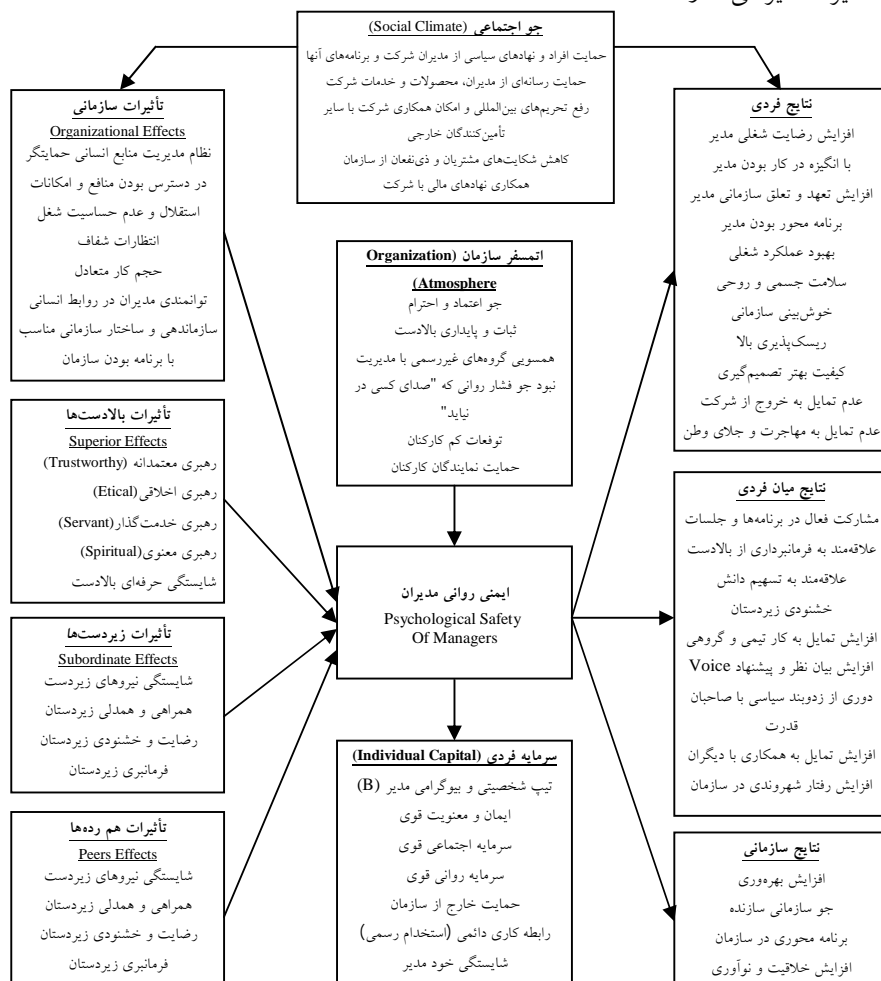 جو اجتماعی (Social Climate)
حمایت افراد و نهادهای سیاسی از مدیران شرکت و برنامه‌های آنها
حمایت رسانه‌ای از مدیران، محصولات و خدمات شرکت
رفع تحریم‌های بین‌المللی و امکان همکاری شرکت با سایر
تأمین‌کنندگان خارجی
کاهش شکایت‌های مشتریان و ذی‌نفعان از سازمان
همکاری نهادهای مالی با شرکت
نتایج فردی
افزایش رضایت شغلی مدیر
با انگیزه در کار بودن مدیر
افزایش تعهد و تعلق سازمانی مدیر
برنامه محور بودن مدیر
بهبود عملکرد شغلی
سلامت جسمی و روحی
خوش‌بینی سازمانی
ریسک‌پذیری بالا
کیفیت بهتر تصمیم‌گیری
عدم تمایل به خروج از شرکت
عدم تمایل به مهاجرت و جلای وطن
تأثیرات سازمانی
Organizational Effects
نظام مدیریت منابع انسانی حمایتگر
در دسترس بودن منافع و امکانات
استقلال و عدم حساسیت شغل
انتظارات شفاف
حجم کار متعادل
توانمندی مدیران در روابط انسانی
سازماندهی و ساختار سازمانی مناسب
با برنامه بودن سازمان
اتمسفر سازمان (Organization
Atmosphere)
جو اعتماد و احترام
ثبات و پایداری بالادست
همسویی گروه‌های غیررسمی با مدیریت
نبود جو فشار روانی که "صدای کسی در
نیاید"
توقعات کم کارکنان
حمایت نمایندگان کارکنان
تأثیرات بالادست‌ها
Superior Effects
رهبری معتمدانه (Trustworthy)
رهبری اخلاقی(Etical)
رهبری خدمت‌گذار(Servant)
رهبری معنوی(Spiritual)
شایستگی حرفه‌ای بالادست
نتایج میان فردی
مشارکت فعال در برنامه‌ها و جلسات
علاقه‌مند به فرمانبرداری از بالادست
علاقه‌مند به تسهیم دانش
خشنودی زیردستان
افزایش تمایل به کار تیمی و گروهی
افزایش بیان نظر و پیشنهاد Voice
دوری از زدوبند سیاسی با صاحبان
قدرت
افزایش تمایل به همکاری با دیگران
افزایش رفتار شهروندی در سازمان
ایمنی روانی مدیران
Psychological Safety
Of Managers
تأثیرات زیردست‌ها
Subordinate Effects
شایستگی نیروهای زیردست
همراهی و همدلی زیردستان
رضایت و خشنودی زیردستان
فرمانبری زیردستان
سرمایه فردی (Individual Capital)
تیپ شخصیتی و بیوگرامی مدیر (B)
ایمان و معنویت قوی
سرمایه اجتماعی قوی
سرمایه روانی قوی
حمایت خارج از سازمان
رابطه کاری دائمی (استخدام رسمی)
شایستگی خود مدیر
تأثیرات هم رده‌ها
Peers Effects
شایستگی نیروهای زیردست
همراهی و همدلی زیردستان
رضایت و خشنودی زیردستان
فرمانبری زیردستان
نتایج سازمانی
افزایش بهره‌وری
جو سازمانی سازنده
برنامه محوری در سازمان
افزایش خلاقیت و نوآوری